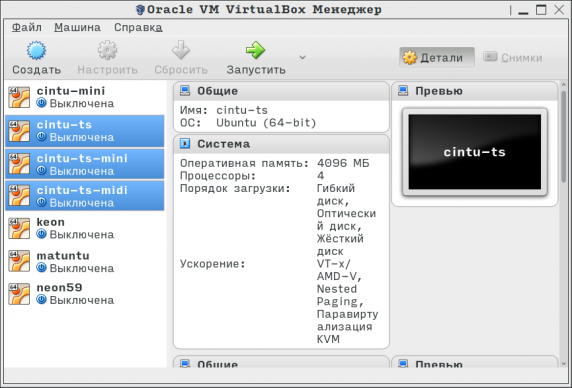 Oracle VM VirtualBox Менеджер
Файл Машина Справка
Создать Настроить Сбросить Запустить Детали Снимки
cintu-mini
Выключена
cintu-ts
Выключена
cintu-ts-mini
Выключена
cintu-ts-midi
Выключена
keon
Выключена
matuntu
Выключена
neon59
Выключена
Общие
Имя: cintu-ts
ОС: Ubuntu (64-bit)
Система
Оперативная память: 4096 МБ
Процессоры: 4
Порядок загрузки: Гибкий
диск,
Оптически
й диск,
Жёсткий
диск
Ускорение: VT-x/
AMD-V,
Nested
Paging,
Паравирту
ализация
KVM
Общие
Превью
cintu-ts
Превью